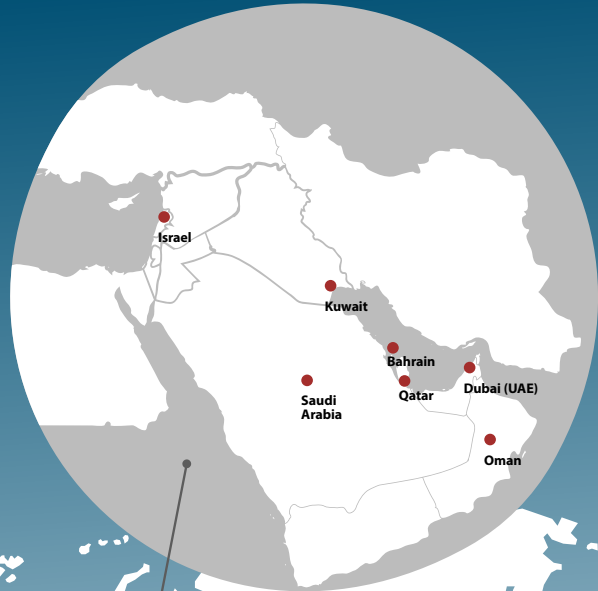 Israel
Kuwait
Bahrain
Dubai (UAE)
Qatar
Saudi
Arabia
Oman